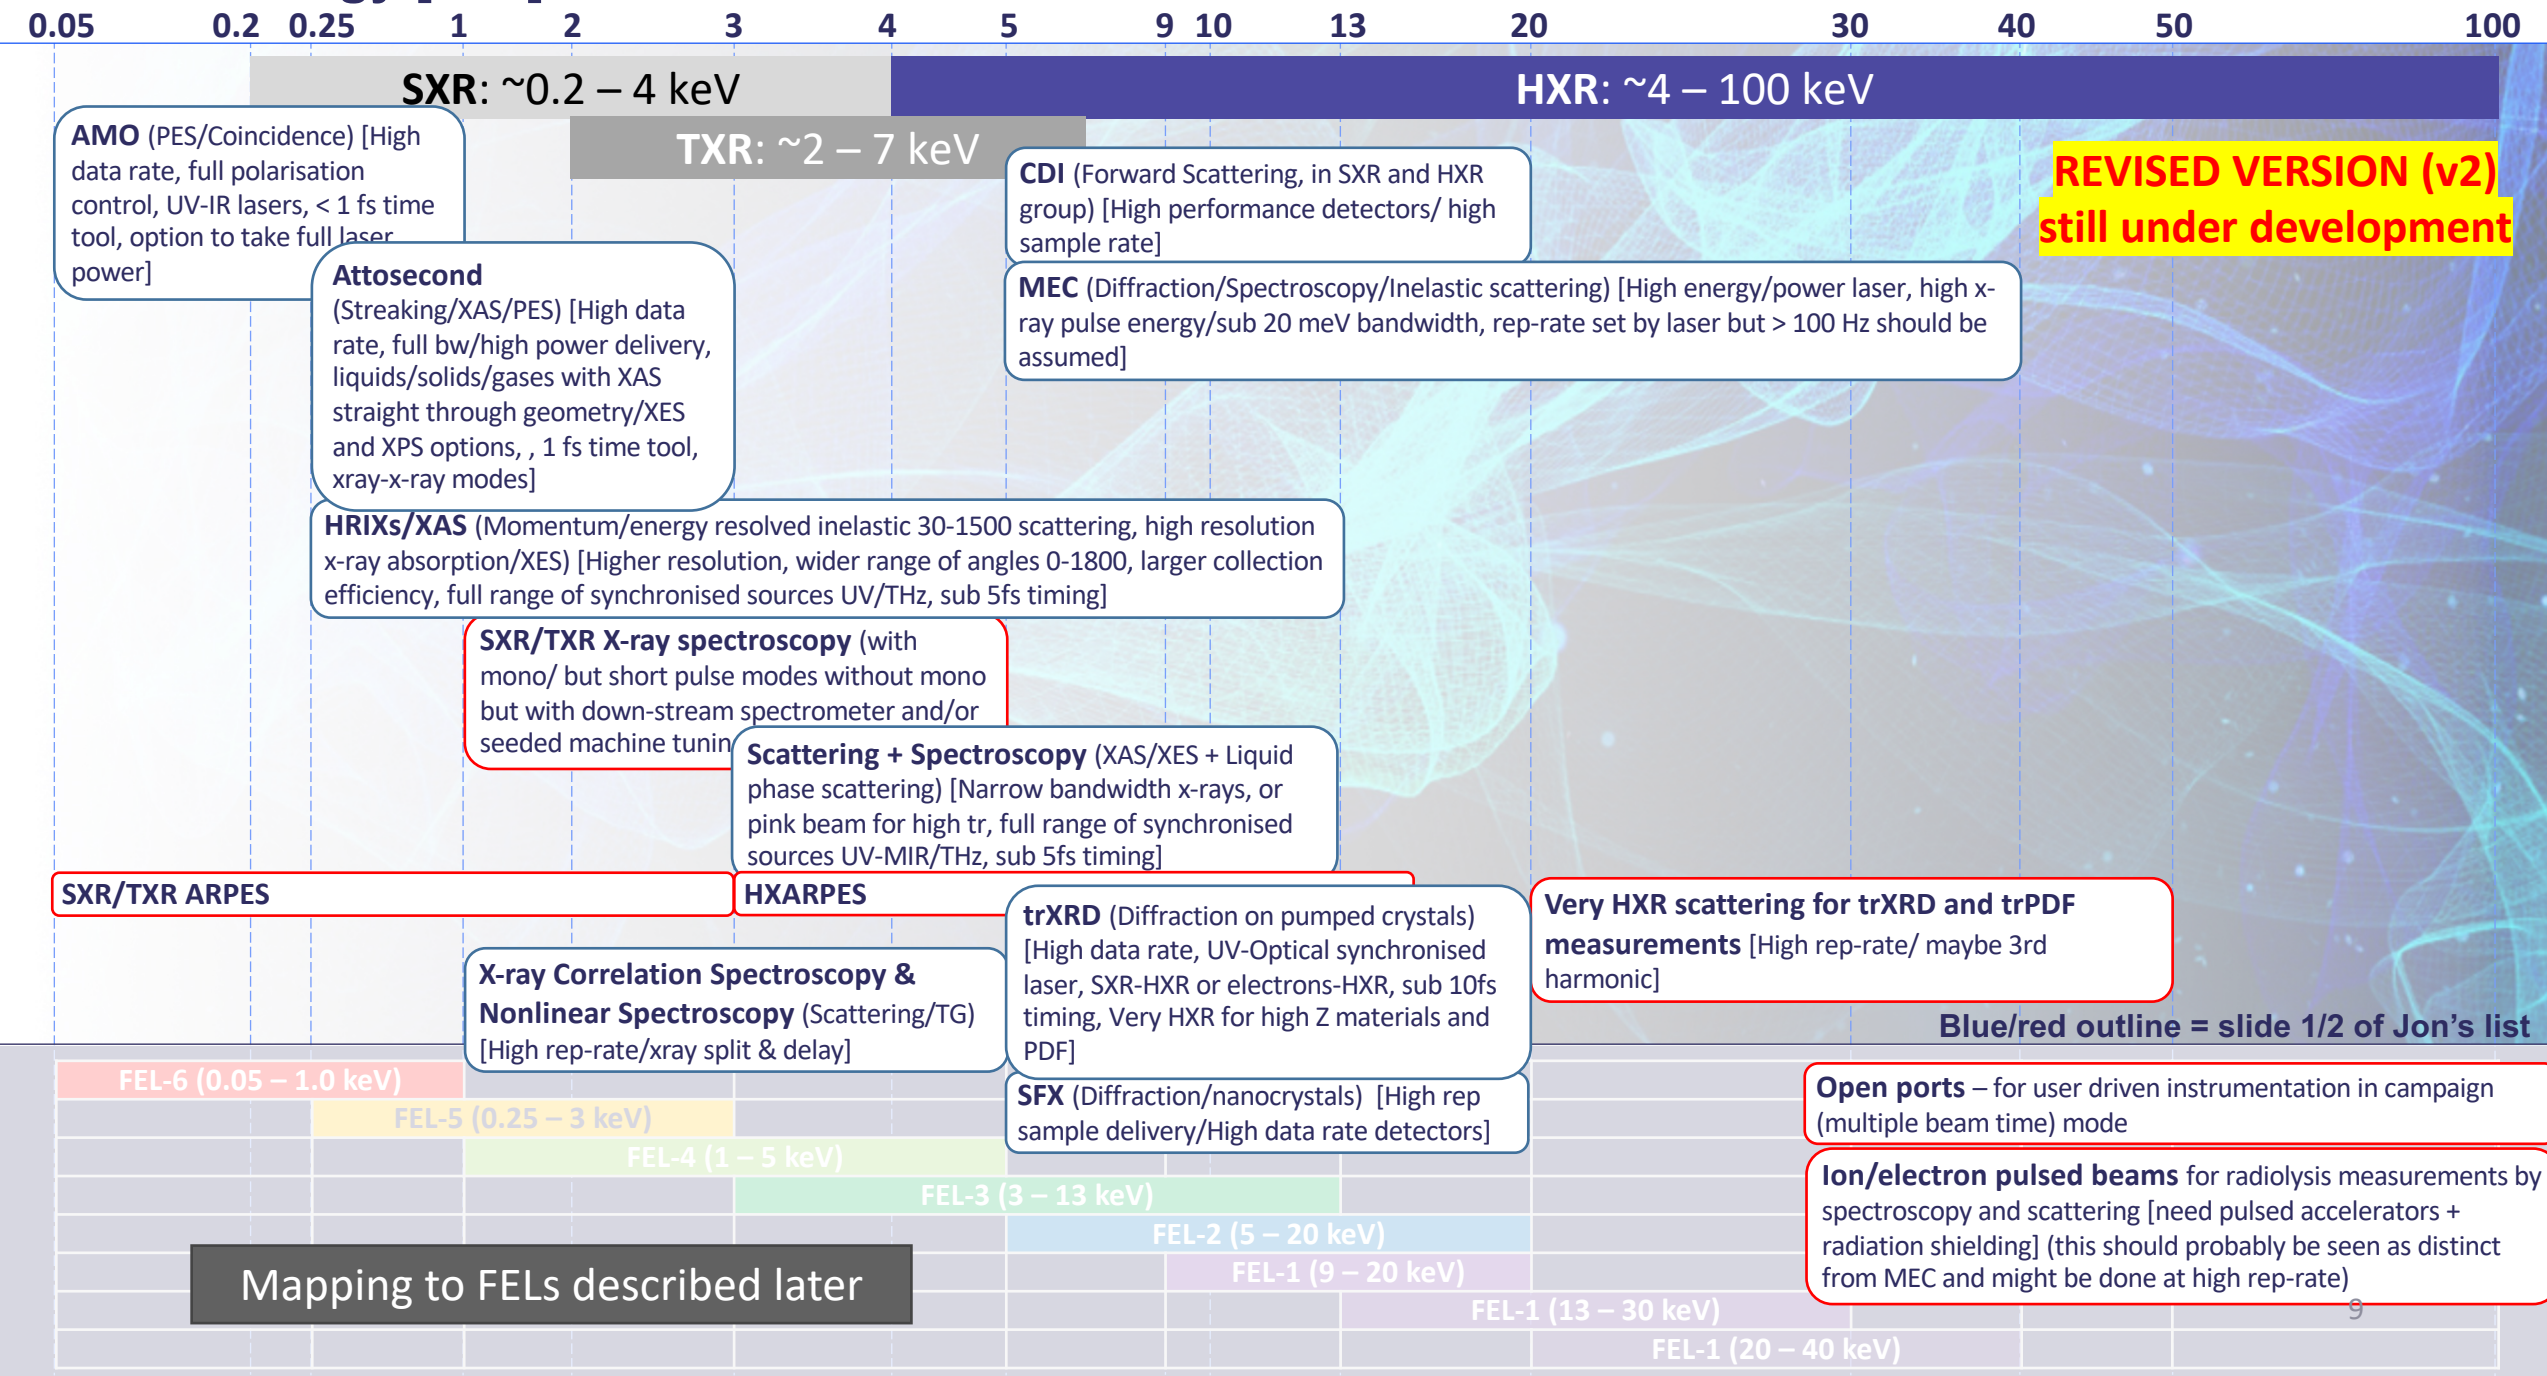 0.05 0.2 0.25 1 2 3 4 5 9 10 13 20 30 40 50 100
SXR: ~0.2 – 4 keV
HXR: ~4 – 100 keV
TXR: ~2 – 7 keV
AMO (PES/Coincidence) [High
data rate, full polarisation
control, UV-IR lasers, < 1 fs time
tool, option to take full laser
power]
Attosecond
(Streaking/XAS/PES) [High data
rate, full bw/high power delivery,
liquids/solids/gases with XAS
straight through geometry/XES
and XPS options, , 1 fs time tool,
xray-x-ray modes]
CDI (Forward Scattering, in SXR and HXR
group) [High performance detectors/ high
sample rate]
REVISED VERSION (v2)
still under development
MEC (Diffraction/Spectroscopy/Inelastic scattering) [High energy/power laser, high x-
ray pulse energy/sub 20 meV bandwidth, rep-rate set by laser but > 100 Hz should be
assumed]
HRIXs/XAS (Momentum/energy resolved inelastic 30-1500 scattering, high resolution
x-ray absorption/XES) [Higher resolution, wider range of angles 0-1800, larger collection
efficiency, full range of synchronised sources UV/THz, sub 5fs timing]
SXR/TXR X-ray spectroscopy (with
mono/ but short pulse modes without mono
but with down-stream spectrometer and/or
seeded machine tunin
Scattering + Spectroscopy (XAS/XES + Liquid
phase scattering) [Narrow bandwidth x-rays, or
pink beam for high tr, full range of synchronised
sources UV-MIR/THz, sub 5fs timing]
SXR/TXR ARPES
HXARPES
trXRD (Diffraction on pumped crystals)
[High data rate, UV-Optical synchronised
laser, SXR-HXR or electrons-HXR, sub 10fs
timing, Very HXR for high Z materials and
PDF]
Very HXR scattering for trXRD and trPDF
measurements [High rep-rate/ maybe 3rd
harmonic]
X-ray Correlation Spectroscopy &
Nonlinear Spectroscopy (Scattering/TG)
[High rep-rate/xray split & delay]
Blue/red outline = slide 1/2 of Jon's list
SFX (Diffraction/nanocrystals) [High rep
sample delivery/High data rate detectors]
Open ports – for user driven instrumentation in campaign
(multiple beam time) mode
Ion/electron pulsed beams for radiolysis measurements by
spectroscopy and scattering [need pulsed accelerators +
radiation shielding] (this should probably be seen as distinct
from MEC and might be done at high rep-rate)
FEL-6 (0.05 – 1.0 keV)
FEL-5 (0.25 – 3 keV)
FEL-4 (1 – 5 keV)
FEL-3 (3 – 13 keV)
FEL-2 (5 – 20 keV)
FEL-1 (9 – 20 keV)
FEL-1 (13 – 30 keV)
FEL-1 (20 – 40 keV)
Mapping to FELs described later
9